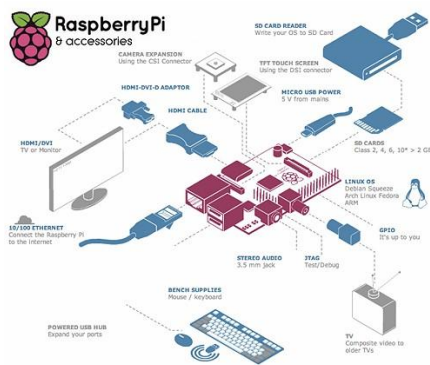 RaspberryPi
& accessories
SD CARD READER
Write your OS to SD Card
CAMERA EXPANSION
Using the CSI Connector
TFT TOUCH SCREEN
Using the DSI connector
HDMI-DVI-D ADAPTOR
MICRO USB POWER
5 V from mains
HDMI CABLE
HDMI/DVI
TV or Monitor
SD CARDS
Class 2, 4, 6, 10* > 2 GB
LINUX OS
Debian Squeeze
Arch Linux Fedora
ARM
10/100 ETHERNET
Connect the Raspberry Pi
to the internet
GPIO
It's up to you
STEREO AUDIO
3.5 mm jack
JTAG
Test/Debug
BENCH SUPPLIES
Mouse / keyboard
POWERED USB HUB
Expand your ports
TV
Composite video to
older TVs